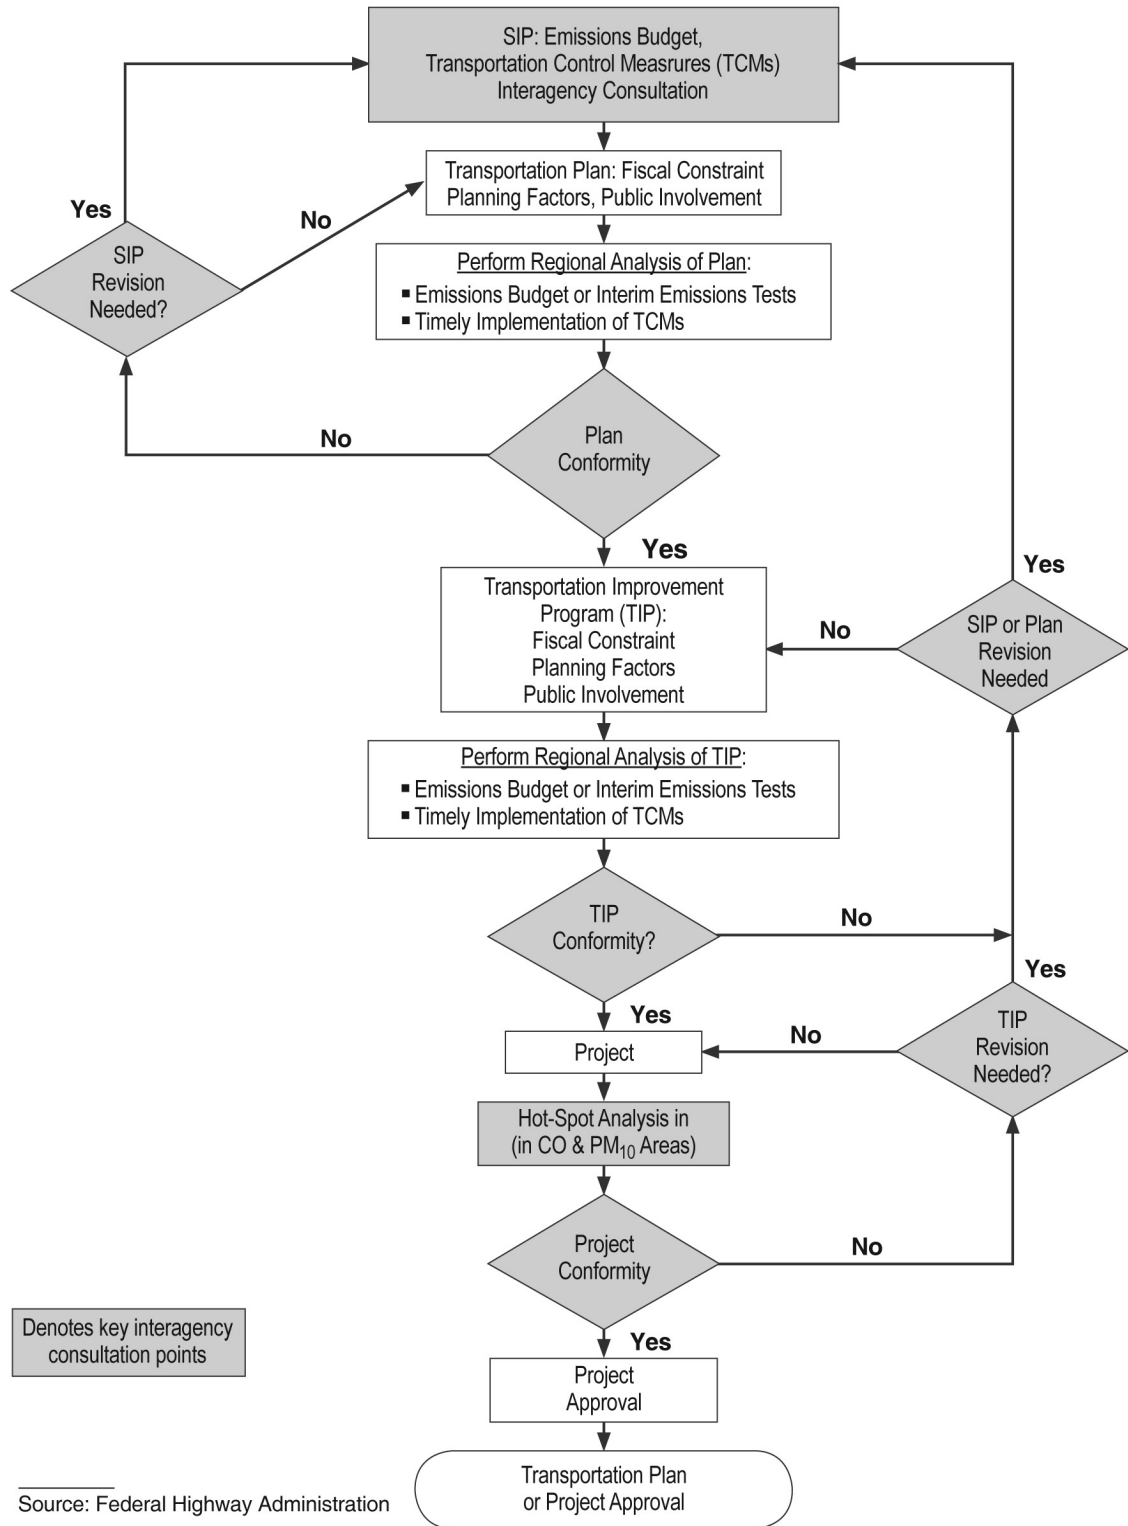 SIP: Emissions Budget,
Transportation Control Measures (TCMs)
Interagency Consultation
Transportation Plan: Fiscal Constraint
Planning Factors, Public Involvement
Yes
No
SIP
Revision
Needed?
Perform Regional Analysis of Plan:
▪ Emissions Budget or Interim Emissions Tests
▪ Timely Implementation of TCMs
No
Plan
Conformity
Yes
Transportation Improvement
Program (TIP):
Fiscal Constraint
Planning Factors
Public Involvement
Yes
No
SIP or Plan
Revision
Needed
Perform Regional Analysis of TIP:
▪ Emissions Budget or Interim Emissions Tests
▪ Timely Implementation of TCMs
TIP
Conformity?
No
Yes
Yes
TIP
Revision
Needed?
No
Project
Hot-Spot Analysis in
(in CO & PM10 Areas)
Project
Conformity
No
Yes
Denotes key interagency
consultation points
Project
Approval
Transportation Plan
or Project Approval
Source: Federal Highway Administration